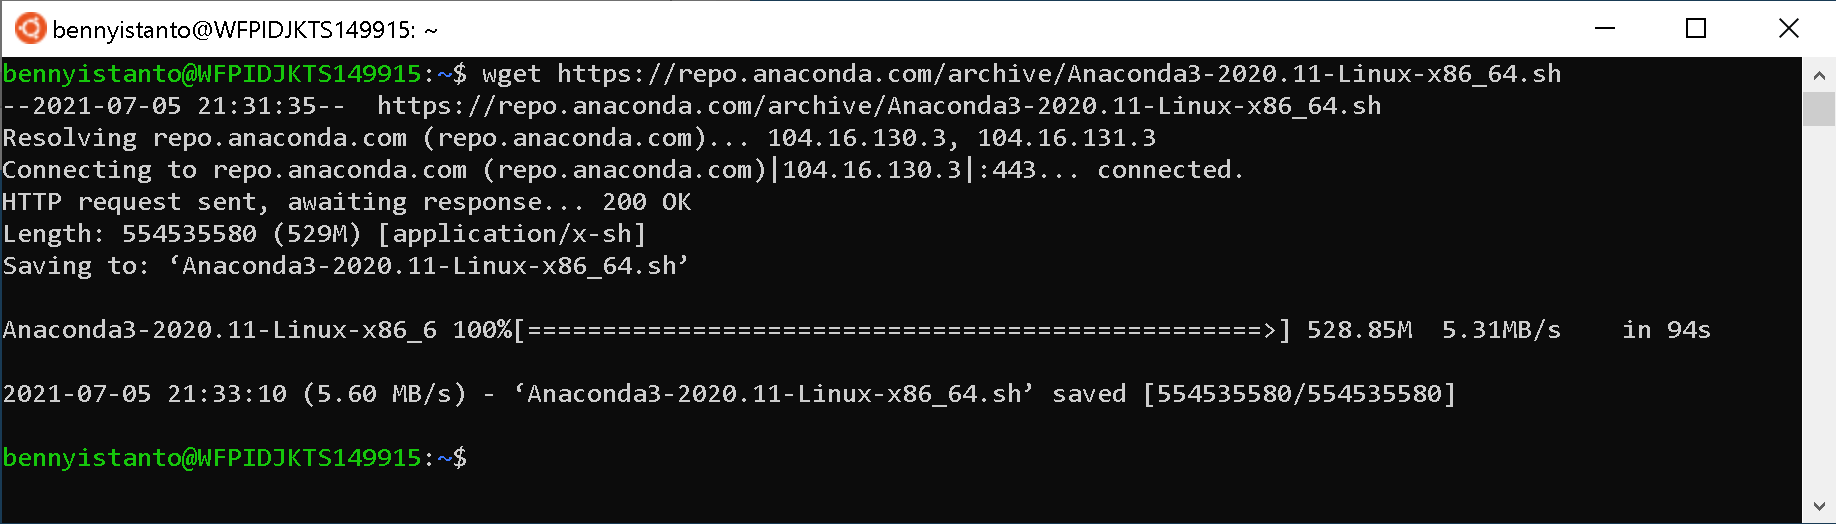 bennyistanto@WFPIDJKTS149915: ~
bennyistanto@WFPIDJKTS149915:~$ wget https://repo.anaconda.com/archive/Anaconda3-2020.11-Linux-x86_64.sh
--2021-07-05 21:31:35--  https://repo.anaconda.com/archive/Anaconda3-2020.11-Linux-x86_64.sh
Resolving repo.anaconda.com (repo.anaconda.com)... 104.16.130.3, 104.16.131.3
Connecting to repo.anaconda.com (repo.anaconda.com)|104.16.130.3|:443... connected.
HTTP request sent, awaiting response... 200 OK
Length: 554535580 (529M) [application/x-sh]
Saving to: ‘Anaconda3-2020.11-Linux-x86_64.sh’
Anaconda3-2020.11-Linux-x86_6 100%[=================================================>] 528.85M  5.31MB/s    in 94s
2021-07-05 21:33:10 (5.60 MB/s) - ‘Anaconda3-2020.11-Linux-x86_64.sh’ saved [554535580/554535580]
bennyistanto@WFPIDJKTS149915:~$